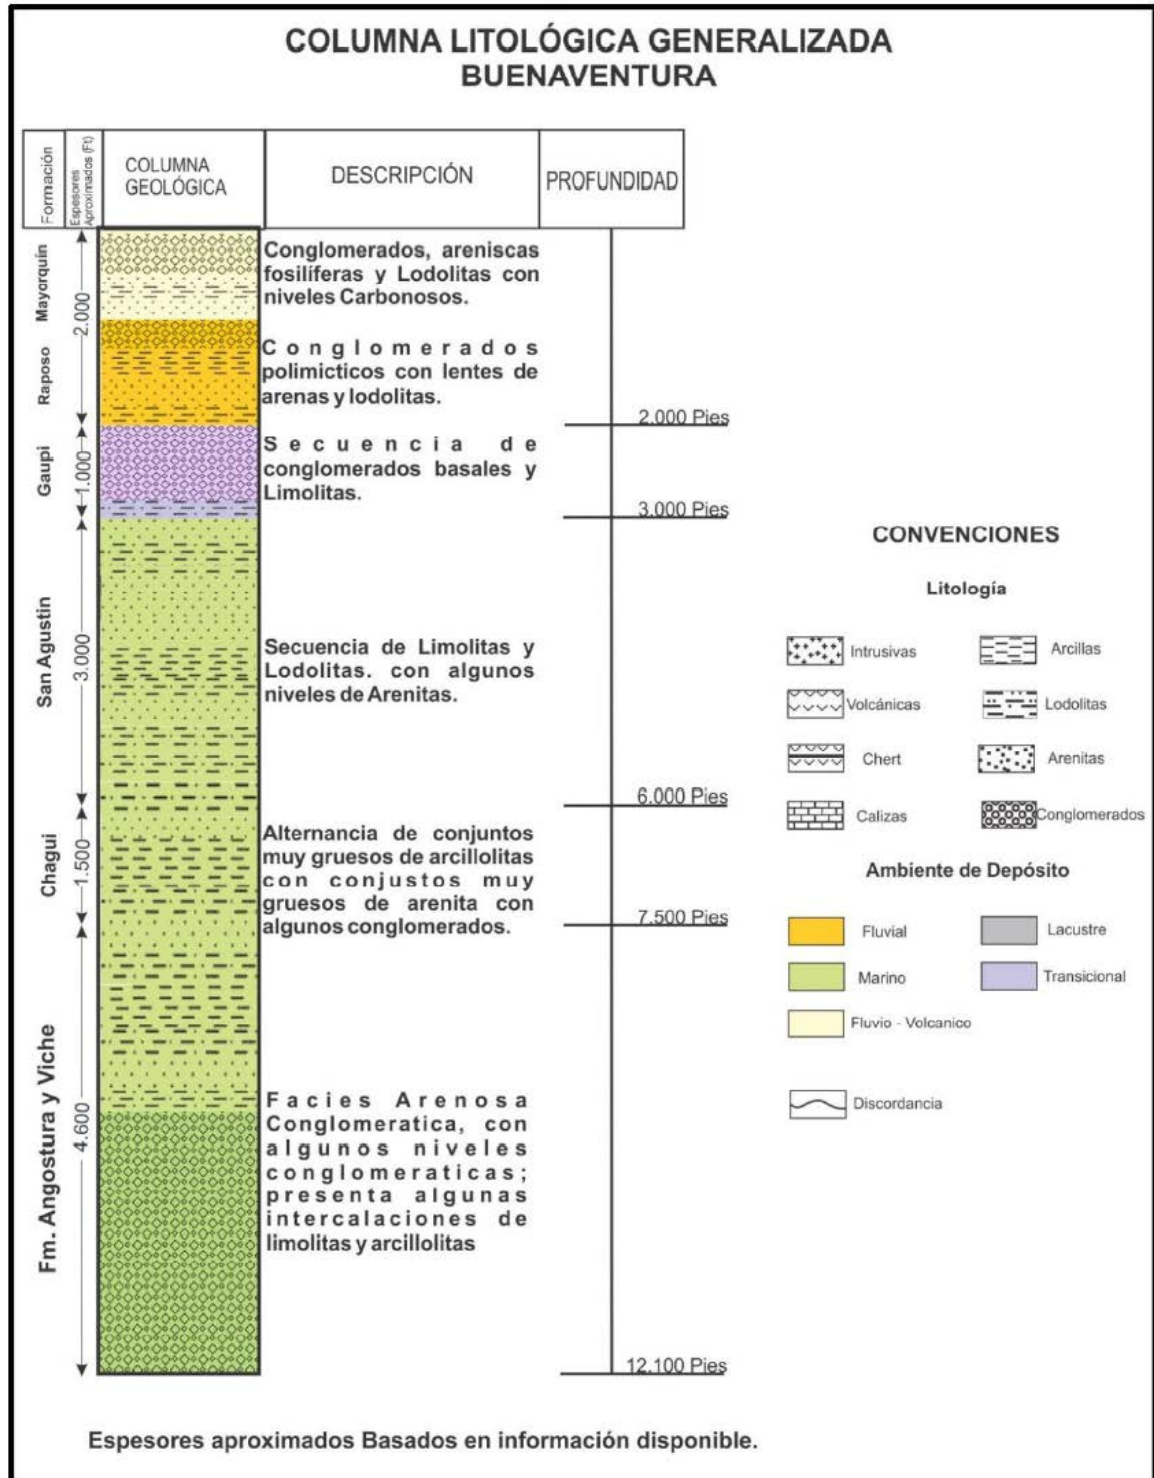 COLUMNA LITOLÓGICA GENERALIZADA
BUENAVENTURA
Formación
Espesores
Aproximados (Ft)
COLUMNA
GEOLÓGICA
DESCRIPCIÓN
PROFUNDIDAD
Mayorquín
2.000
Conglomerados, areniscas
fosilíferas y Lodolitas con
niveles Carbonosos.
Raposo
Conglomerados
polimicticos con lentes de
arenas y lodolitas.
2.000 Pies
Gaupi
1.000
Secuencia de
conglomerados basales y
Limolitas.
3.000 Pies
San Agustin
3.000
Secuencia de Limolitas y
Lodolitas. con algunos
niveles de Arenitas.
6.000 Pies
Chagui
1.500
Alternancia de conjuntos
muy gruesos de arcillolitas
con conjustos muy
gruesos de arenita con
algunos conglomerados.
7.500 Pies
Fm. Angostura y Viche
4.600
Facies Arenosa
Conglomeratica, con
algunos niveles
conglomeraticas;
presenta algunas
intercalaciones de
limolitas y arcillolitas
12.100 Pies
CONVENCIONES
Litología
Intrusivas
Arcillas
Volcánicas
Lodolitas
Chert
Arenitas
Calizas
Conglomerados
Ambiente de Depósito
Fluvial
Lacustre
Marino
Transicional
Fluvio - Volcanico
Discordancia
Espesores aproximados Basados en información disponible.